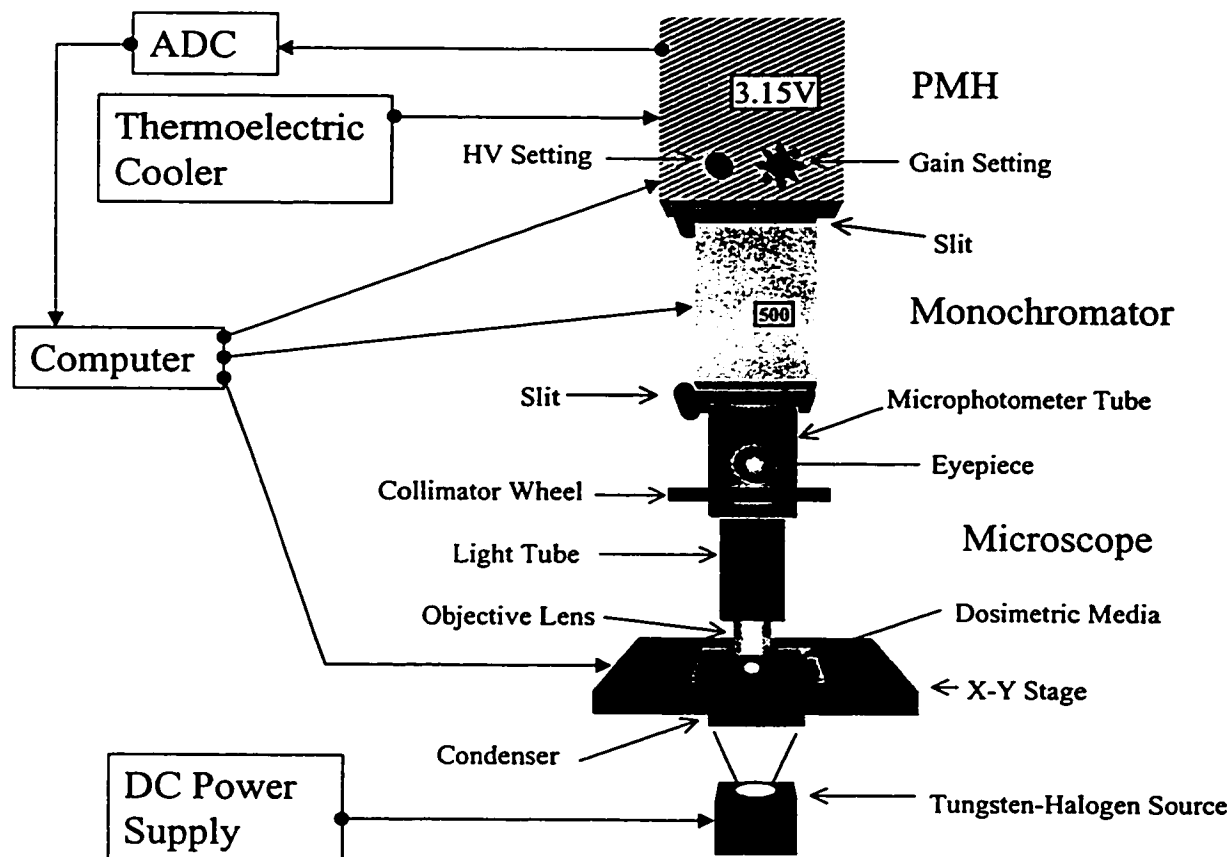 ADC
3.15V
PMH
Thermoelectric
Cooler
HV Setting
Gain Setting
Slit
500
Monochromator
Computer
Slit
Microphotometer Tube
Eyepiece
Collimator Wheel
Light Tube
Microscope
Objective Lens
Dosimetric Media
X-Y Stage
Condenser
DC Power
Supply
Tungsten-Halogen Source